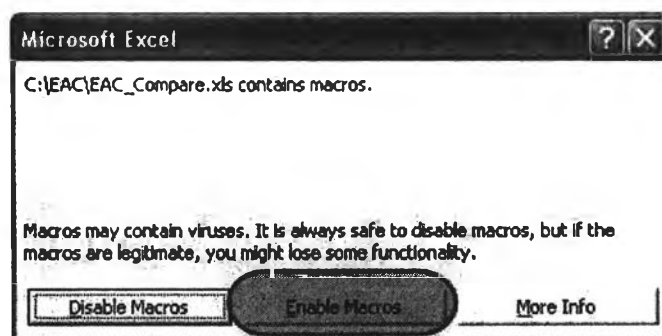 Microsoft Excel
C:\EAC\EAC_Compare.xls contains macros.
Macros may contain viruses. It is always safe to disable macros, but if the
macros are legitimate, you might lose some functionality.
Disable Macros Enable Macros More Info